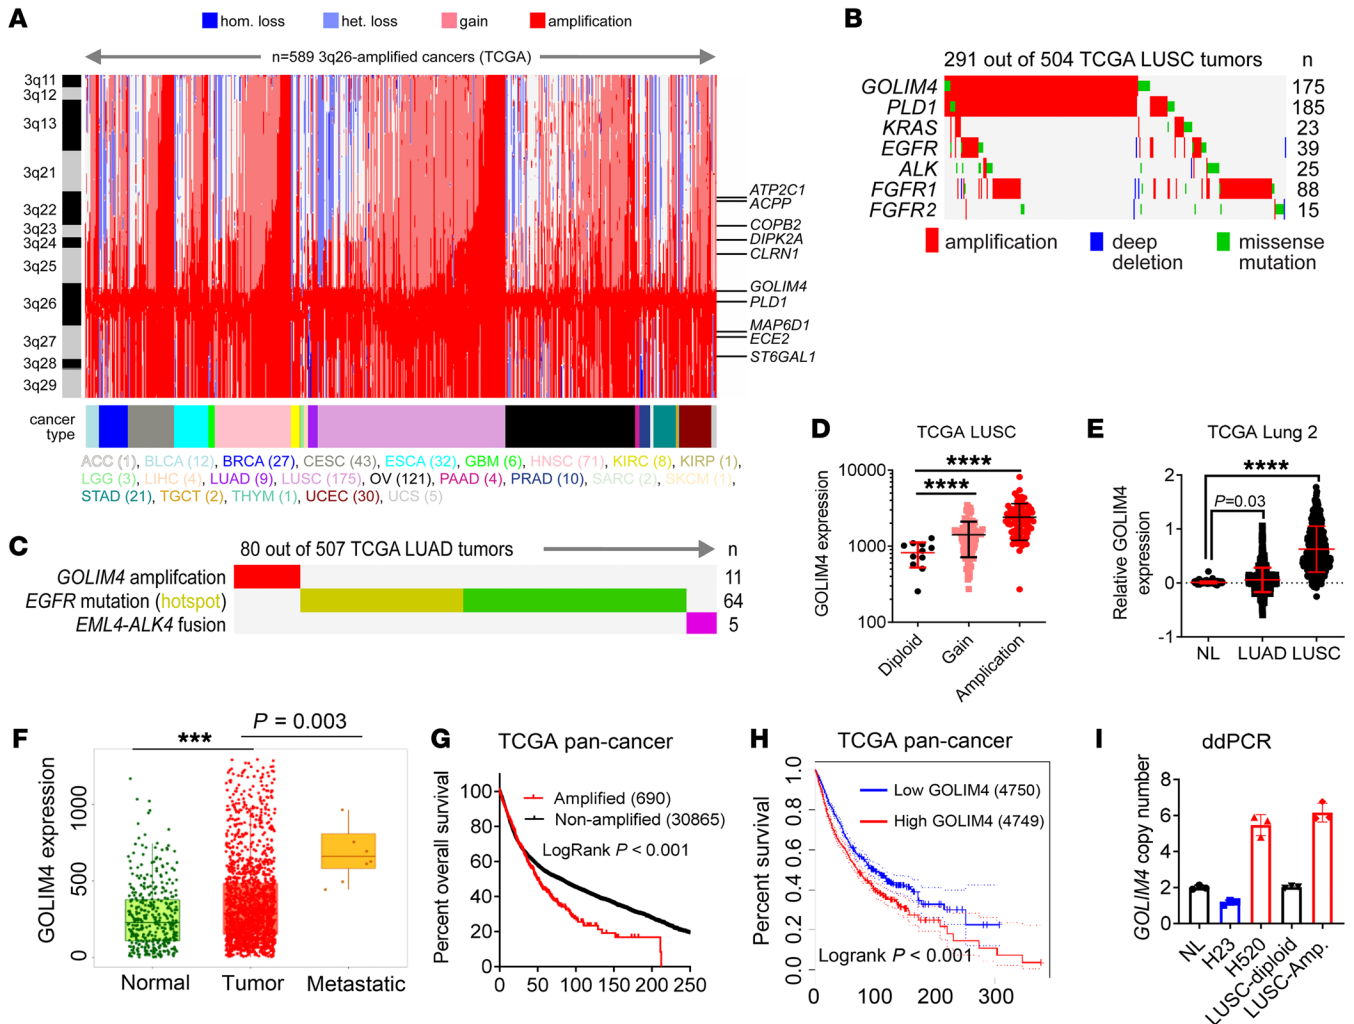 A
hom. loss
het. loss
gain
amplification
n=589 3q26-amplified cancers (TCGA)
3q11
3q12
3q13
3q21
3q22
3q23
3q24
3q25
3q26
3q27
3q28
3q29
ATP2C1
ACPP
COPB2
DIPK2A
CLRN1
GOLIM4
PLD1
MAP6D1
ECE2
ST6GAL1
cancer
type
ACC (1), BLCA (12), BRCA (27), CESC (43), ESCA (32), GBM (6), HNSC (71), KIRC (8), KIRP (1),
LGG (3), LIHC (4), LUAD (9), LUSC (175), OV (121), PAAD (4), PRAD (10), SARC (2), SKCM (1),
STAD (21), TGCT (2), THYM (1), UCEC (30), UCS (5)
B
291 out of 504 TCGA LUSC tumors
n
GOLIM4 175
PLD1 185
KRAS 23
EGFR 39
ALK 25
FGFR1 88
FGFR2 15
amplification
deep
deletion
missense
mutation
C
80 out of 507 TCGA LUAD tumors
n
GOLIM4 amplifcation 11
EGFR mutation (hotspot) 64
EML4-ALK4 fusion 5
D
TCGA LUSC
****
****
GOLIM4 expression
10000
1000
100
Diploid
Gain
Amplication
E
TCGA Lung 2
****
P=0.03
Relative GOLIM4
expression
2
1
0
-1
NL LUAD LUSC
F
***
P = 0.003
GOLIM4 expression
1000
500
0
Normal Tumor Metastatic
G
TCGA pan-cancer
Percent overall survival
100
80
60
40
20
0
Amplified (690)
Non-amplified (30865)
LogRank P < 0.001
0 50 100 150 200 250
H
TCGA pan-cancer
Percent survival
1.0
0.8
0.6
0.4
0.2
0.0
Low GOLIM4 (4750)
High GOLIM4 (4749)
Logrank P < 0.001
0 100 200 300
I
ddPCR
GOLIM4 copy number
8
6
4
2
0
NL
H23
H520
LUSC-diploid
LUSC-Amp.